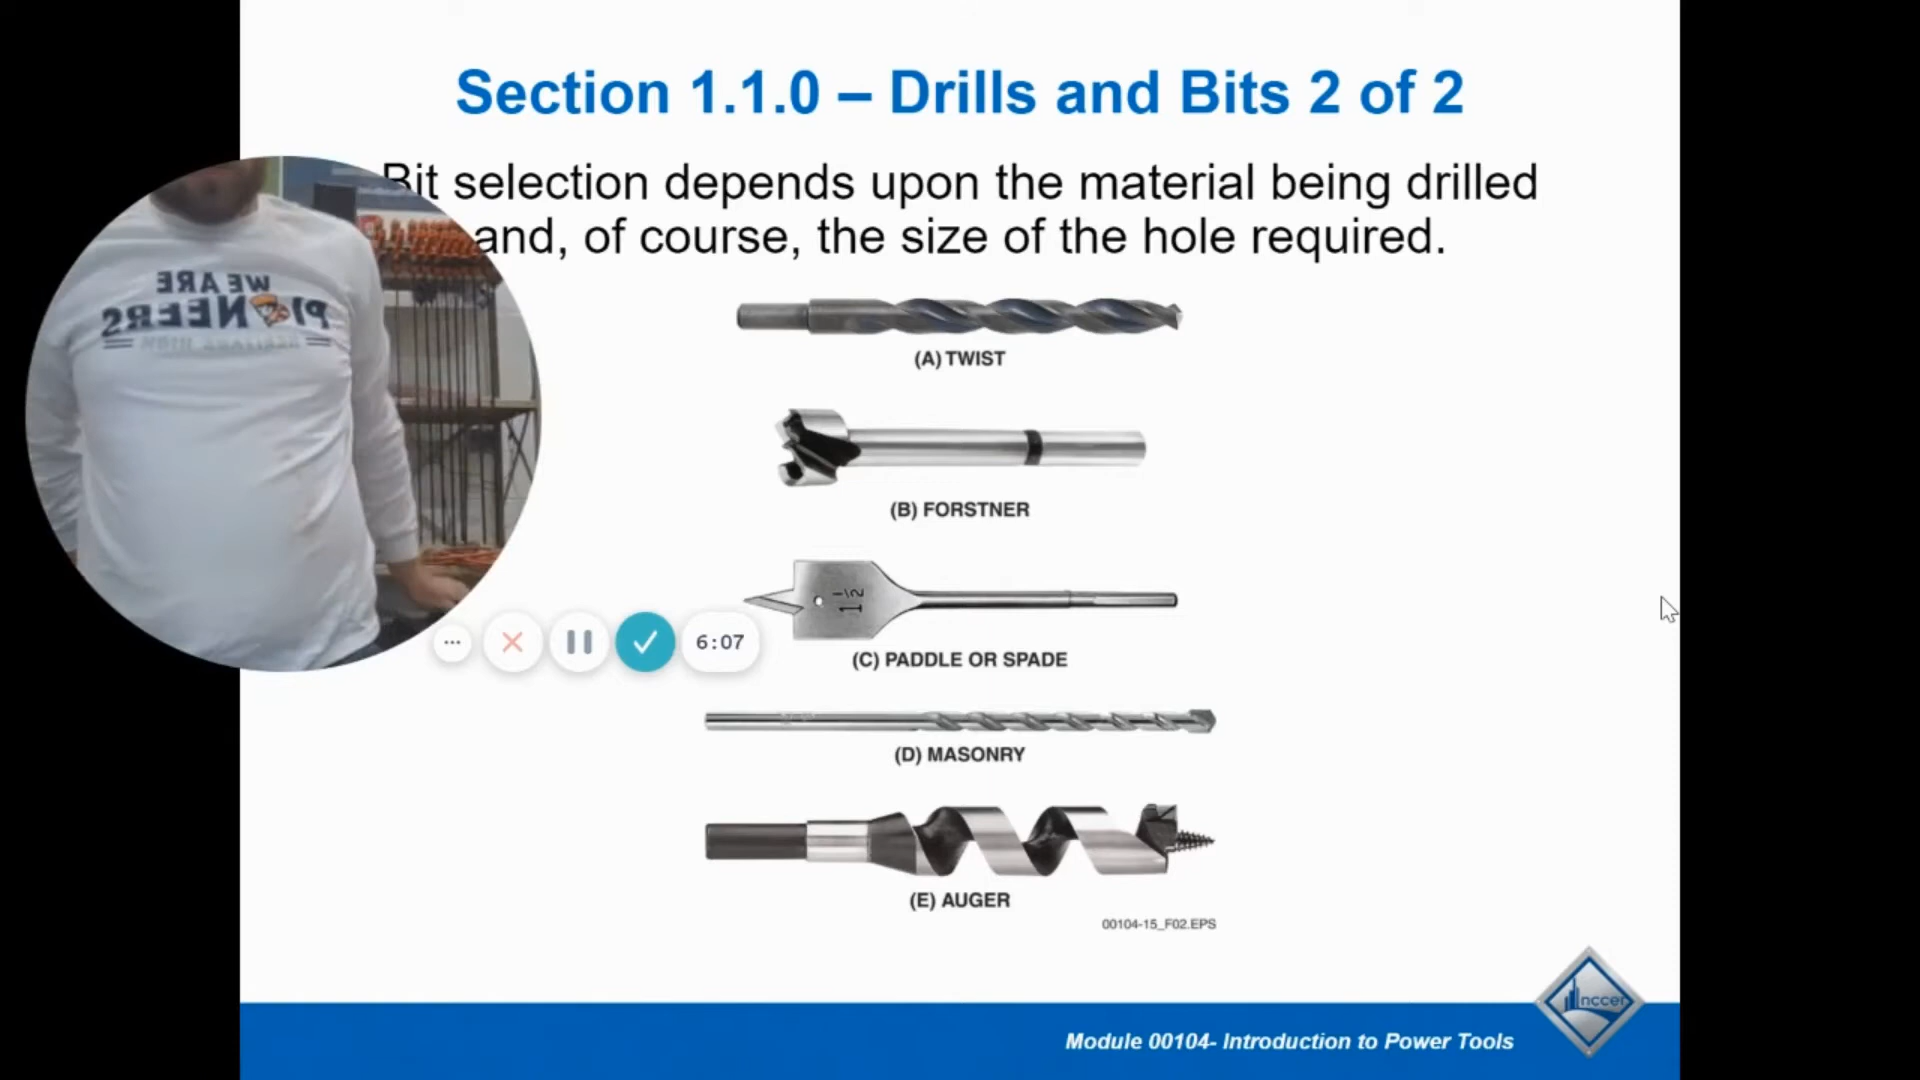 Section 1.1.0 – Drills and Bits 2 of 2
Bit selection depends upon the material being drilled
and, of course, the size of the hole required.
WE ARE
PIONEERS
(A) TWIST
(B) FORSTNER
1 1/2
(C) PADDLE OR SPADE
6:07
(D) MASONRY
(E) AUGER
00104-15_F02.EPS
nccer
Module 00104- Introduction to Power Tools